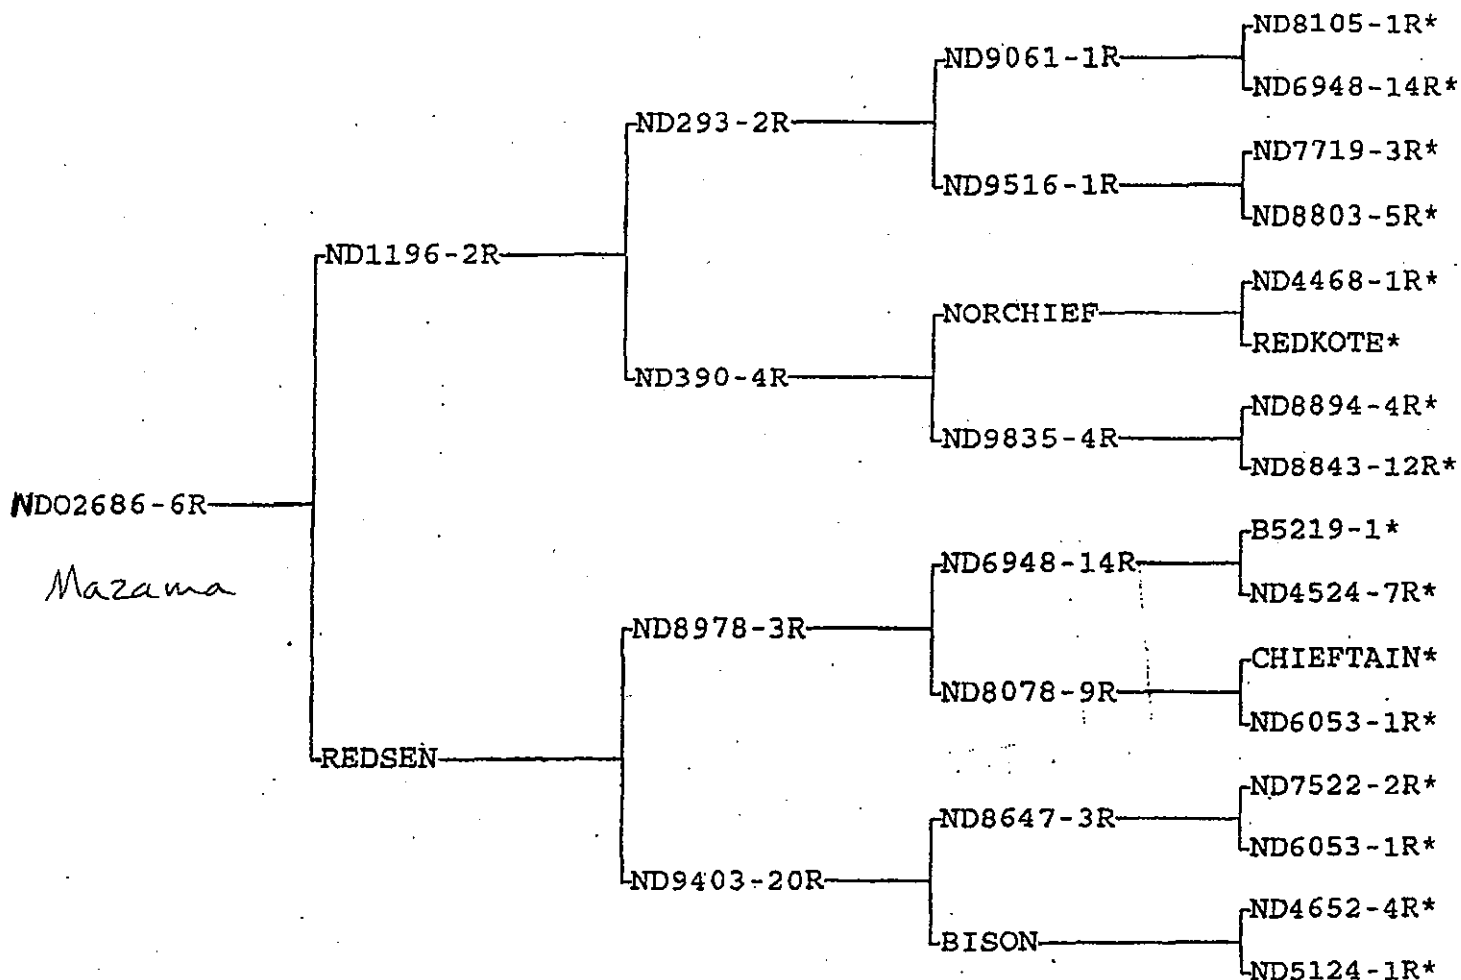 ND8105-1R*
ND9061-1R
ND6948-14R*
ND293-2R
ND7719-3R*
ND9516-1R
ND8803-5R*
ND1196-2R
ND4468-1R*
NORCHIEF
REDKOTE*
ND390-4R
ND8894-4R*
ND9835-4R
ND8843-12R*
NDO2686-6R
Mazama
B5219-1*
ND6948-14R
ND4524-7R*
ND8978-3R
CHIEFTAIN*
ND8078-9R
ND6053-1R*
REDSEN
ND7522-2R*
ND8647-3R
ND6053-1R*
ND9403-20R
ND4652-4R*
BISON
ND5124-1R*